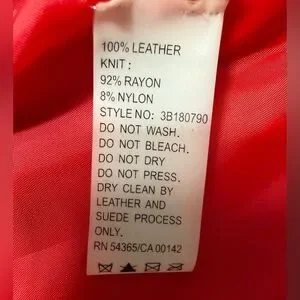 100% LEATHER
KNIT:
92% RAYON
8% NYLON
STYLE NO: 3B180790
DO NOT WASH.
DO NOT BLEACH.
DO NOT DRY
DO NOT PRESS.
DRY CLEAN BY
LEATHER AND
SUEDE PROCESS
ONLY.
RN 54365/CA 00142